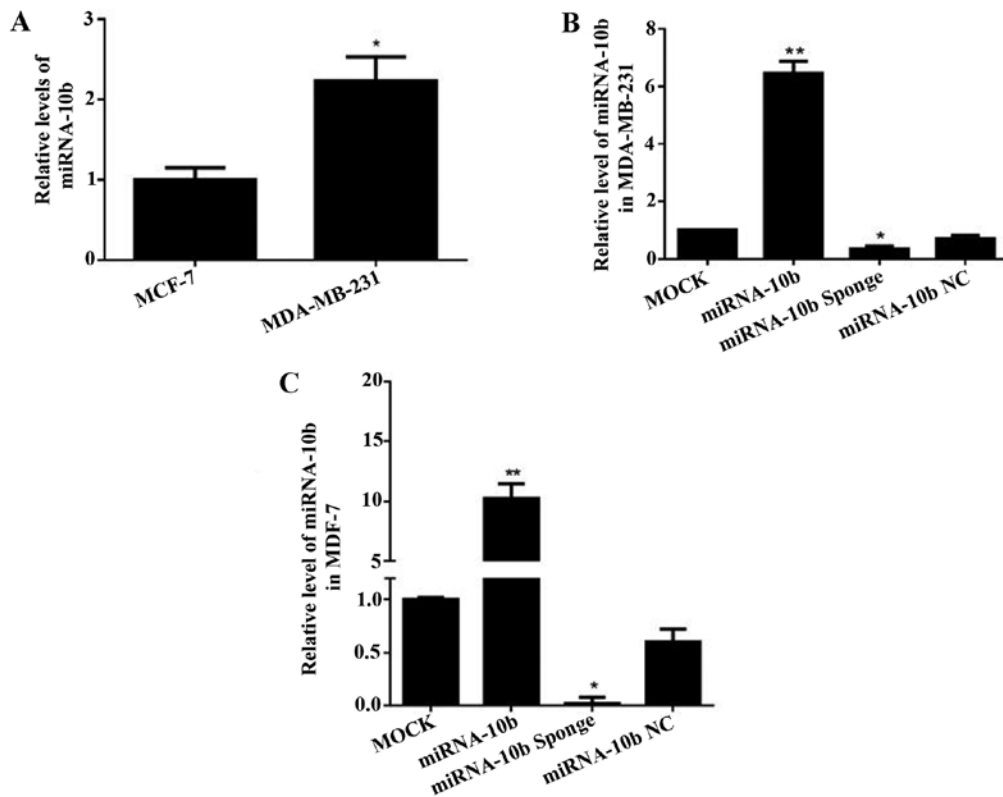 A
Relative levels of
miRNA-10b
3
2
1
0
*
MCF-7
MDA-MB-231
B
Relative level of miRNA-10b
in MDA-MB-231
8
6
4
2
0
**
*
MOCK
miRNA-10b
miRNA-10b Sponge
miRNA-10b NC
C
Relative level of miRNA-10b
in MDF-7
20
15
10
5
1.0
0.5
0.0
**
*
MOCK
miRNA-10b
miRNA-10b Sponge
miRNA-10b NC